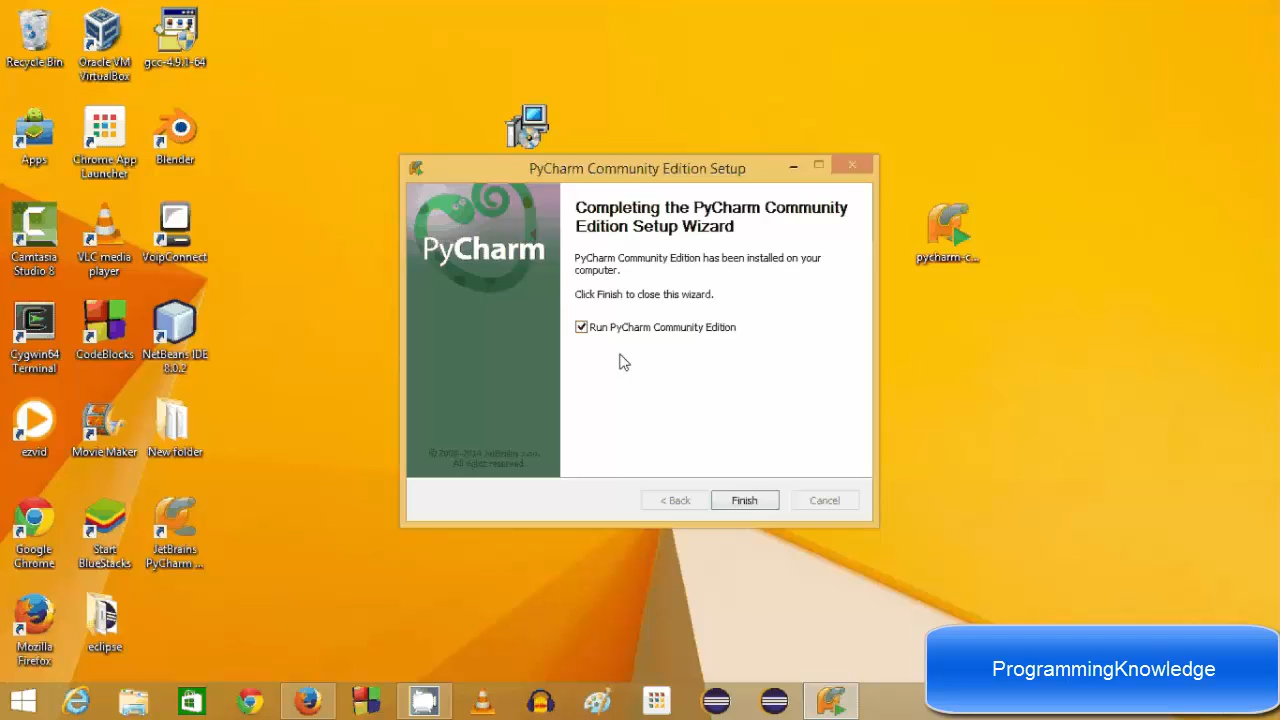 Recycle Bin
Oracle VM
VirtualBox
gcc-4.9.1-64
Apps
Chrome App
Launcher
Blender
Camtasia
Studio 8
VLC media
player
VoipConnect
Cygwin64
Terminal
CodeBlocks
NetBeans IDE
8.0.2
ezvid
Movie Maker
New folder
Google
Chrome
Start
BlueStacks
JetBrains
PyCharm ...
Mozilla
Firefox
eclipse
PyCharm Community Edition Setup
PyCharm
Completing the PyCharm Community
Edition Setup Wizard
PyCharm Community Edition has been installed on your
computer.
Click Finish to close this wizard.
Run PyCharm Community Edition
All rights reserved.
< Back
Finish
Cancel
pycharm-c...
ProgrammingKnowledge